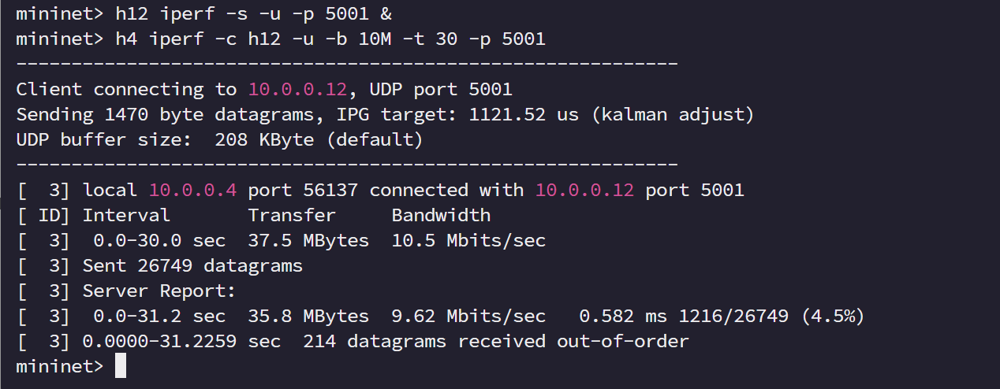 mininet> h12 iperf -s -u -p 5001 &
mininet> h4 iperf -c h12 -u -b 10M -t 30 -p 5001
------------------------------------------------------------
Client connecting to 10.0.0.12, UDP port 5001
Sending 1470 byte datagrams, IPG target: 1121.52 us (kalman adjust)
UDP buffer size:  208 KByte (default)
------------------------------------------------------------
[  3] local 10.0.0.4 port 56137 connected with 10.0.0.12 port 5001
[ ID] Interval       Transfer     Bandwidth
[  3]  0.0-30.0 sec  37.5 MBytes  10.5 Mbits/sec
[  3] Sent 26749 datagrams
[  3] Server Report:
[  3]  0.0-31.2 sec  35.8 MBytes  9.62 Mbits/sec   0.582 ms 1216/26749 (4.5%)
[  3] 0.0000-31.2259 sec  214 datagrams received out-of-order
mininet>